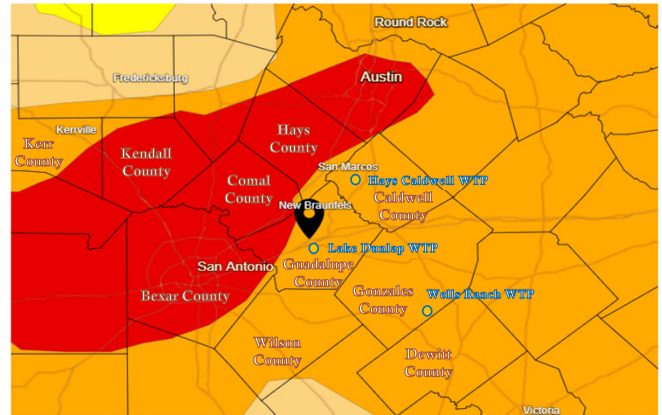 Round Rock
Austin
Fredericksburg
Kerrville
Kerr
County
Kendall
County
Hays
County
San Marcos
Hays Caldwell WTP
Comal
County
Caldwell
County
New Braunfels
Lake Dunlap WTP
San Antonio
Guadalupe
County
Bexar County
Gonzales
County
Wells Ranch WTP
Wilson
County
Dewitt
County
Victoria